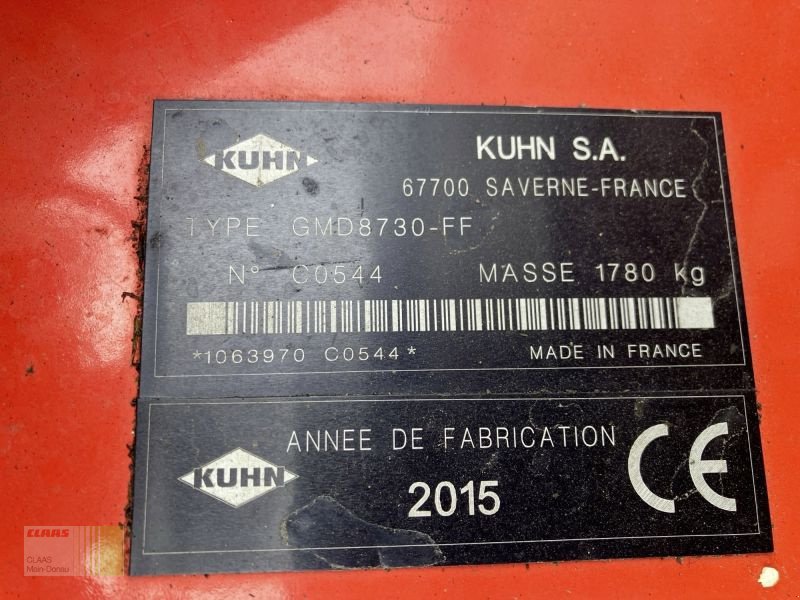 KUHN
KUHN S.A.
67700 SAVERNE-FRANCE
TYPE GMD8730-FF
N° C0544 MASSE 1780 kg
*1063970 C0544* MADE IN FRANCE
ANNEE DE FABRICATION
KUHN
2015
CE
CLAAS
CLAAS
Main-Donau